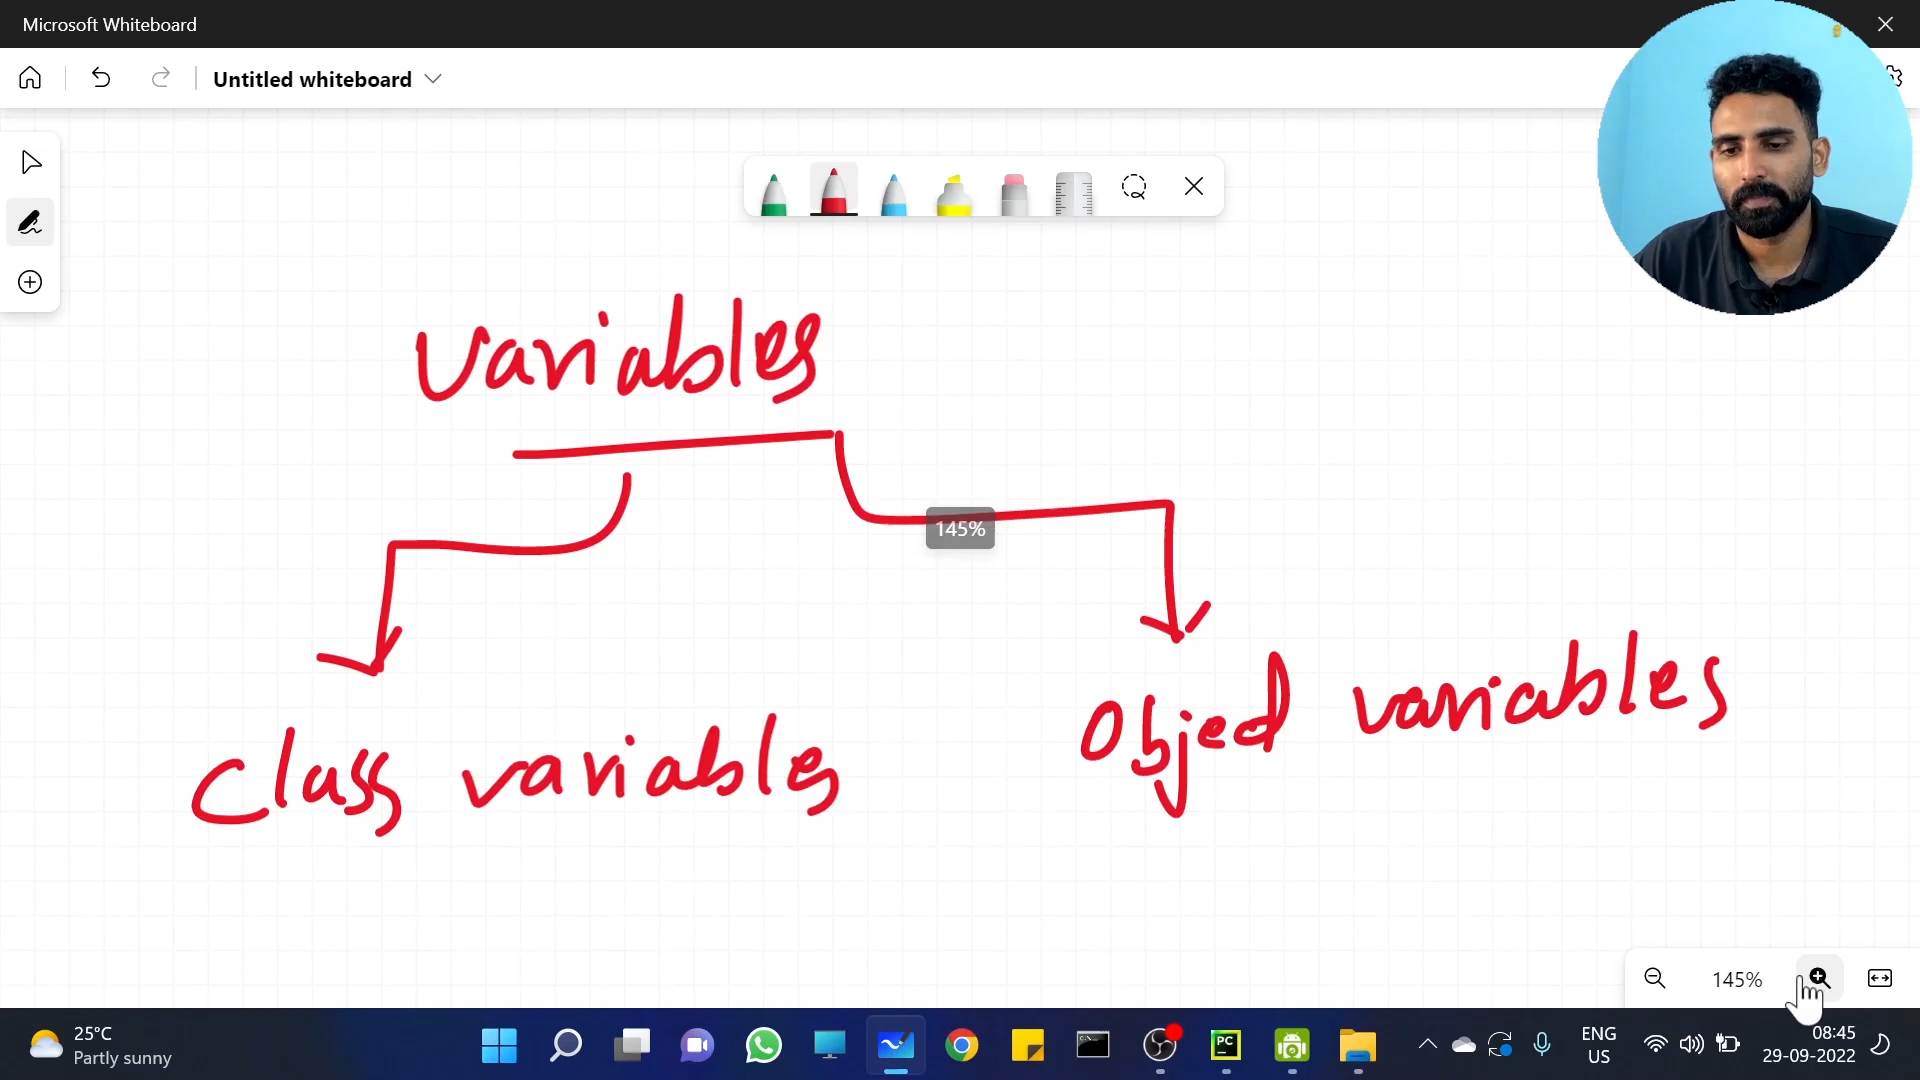 Microsoft Whiteboard
Untitled whiteboard
Variables
145%
Class variables
Object variables
145%
25°C
Partly sunny
PC
ENG
US
08:45
29-09-2022